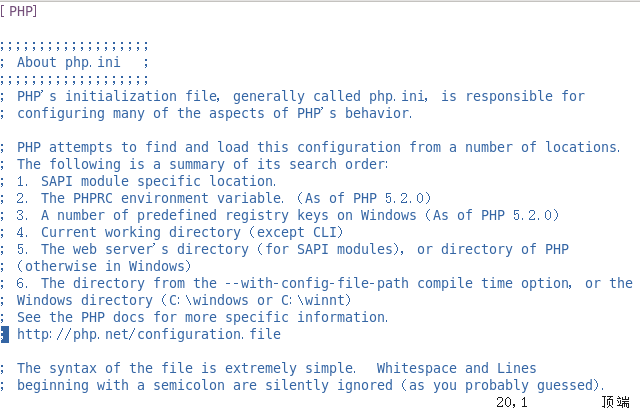 [PHP]
;;;;;;;;;;;;;;;;;;;
; About php.ini   ;
;;;;;;;;;;;;;;;;;;;
; PHP's initialization file, generally called php.ini, is responsible for
; configuring many of the aspects of PHP's behavior.
; PHP attempts to find and load this configuration from a number of locations.
; The following is a summary of its search order:
; 1. SAPI module specific location.
; 2. The PHPRC environment variable. (As of PHP 5.2.0)
; 3. A number of predefined registry keys on Windows (As of PHP 5.2.0)
; 4. Current working directory (except CLI)
; 5. The web server's directory (for SAPI modules), or directory of PHP
; (otherwise in Windows)
; 6. The directory from the --with-config-file-path compile time option, or the
; Windows directory (C:\windows or C:\winnt)
; See the PHP docs for more specific information.
; http://php.net/configuration.file
; The syntax of the file is extremely simple.  Whitespace and Lines
; beginning with a semicolon are silently ignored (as you probably guessed).
20,1 顶端